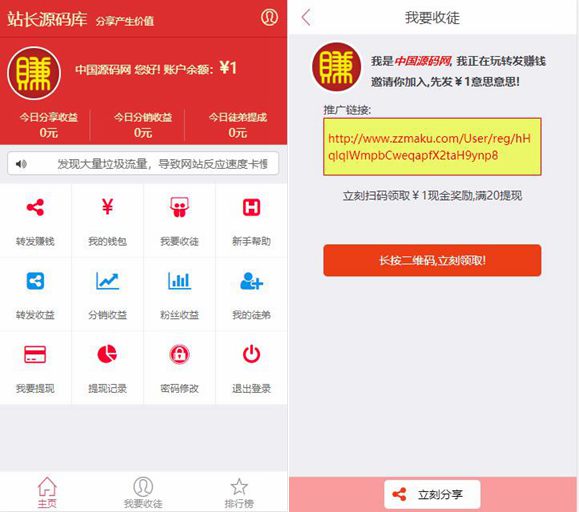 站长源码库 分享产生价值
赚
中国源码网 您好! 账户余额: ¥1
今日分享收益 今日分销收益 今日徒弟提成
0元 0元 0元
发现大量垃圾流量，导致网站反应速度卡慢
转发赚钱 我的钱包 我要收徒 新手帮助
转发收益 分销收益 粉丝收益 我的徒弟
我要提现 提现记录 密码修改 退出登录
主页 我要收徒 排行榜
我要收徒
赚
我是中国源码网, 我正在玩转发赚钱
邀请你加入,先发￥1意思意思!
推广链接:
http://www.zzmaku.com/User/reg/hH
qIqIWmpbCweqapfX2taH9ynp8
立刻扫码领取￥1现金奖励,满20提现
长按二维码,立刻领取!
立刻分享